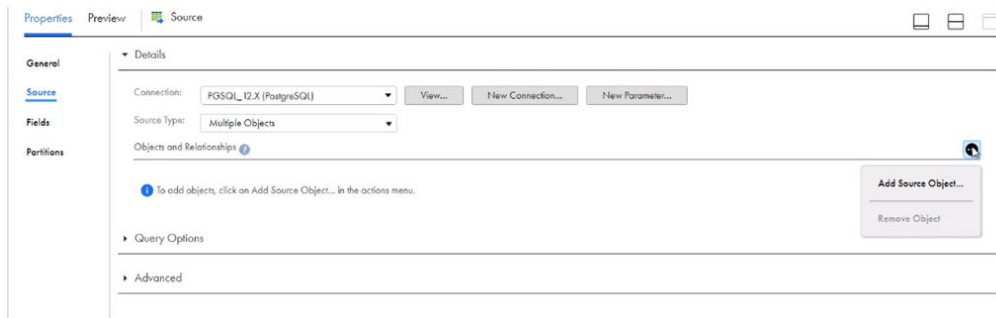 Properties Preview Source
General
Source
Fields
Partitions
Details
Connection: PGSQL_12.X (PostgreSQL) View... New Connection... New Parameter...
Source Type: Multiple Objects
Objects and Relationships ?
i To add objects, click on Add Source Object... in the actions menu.
Add Source Object...
Remove Object
Query Options
Advanced